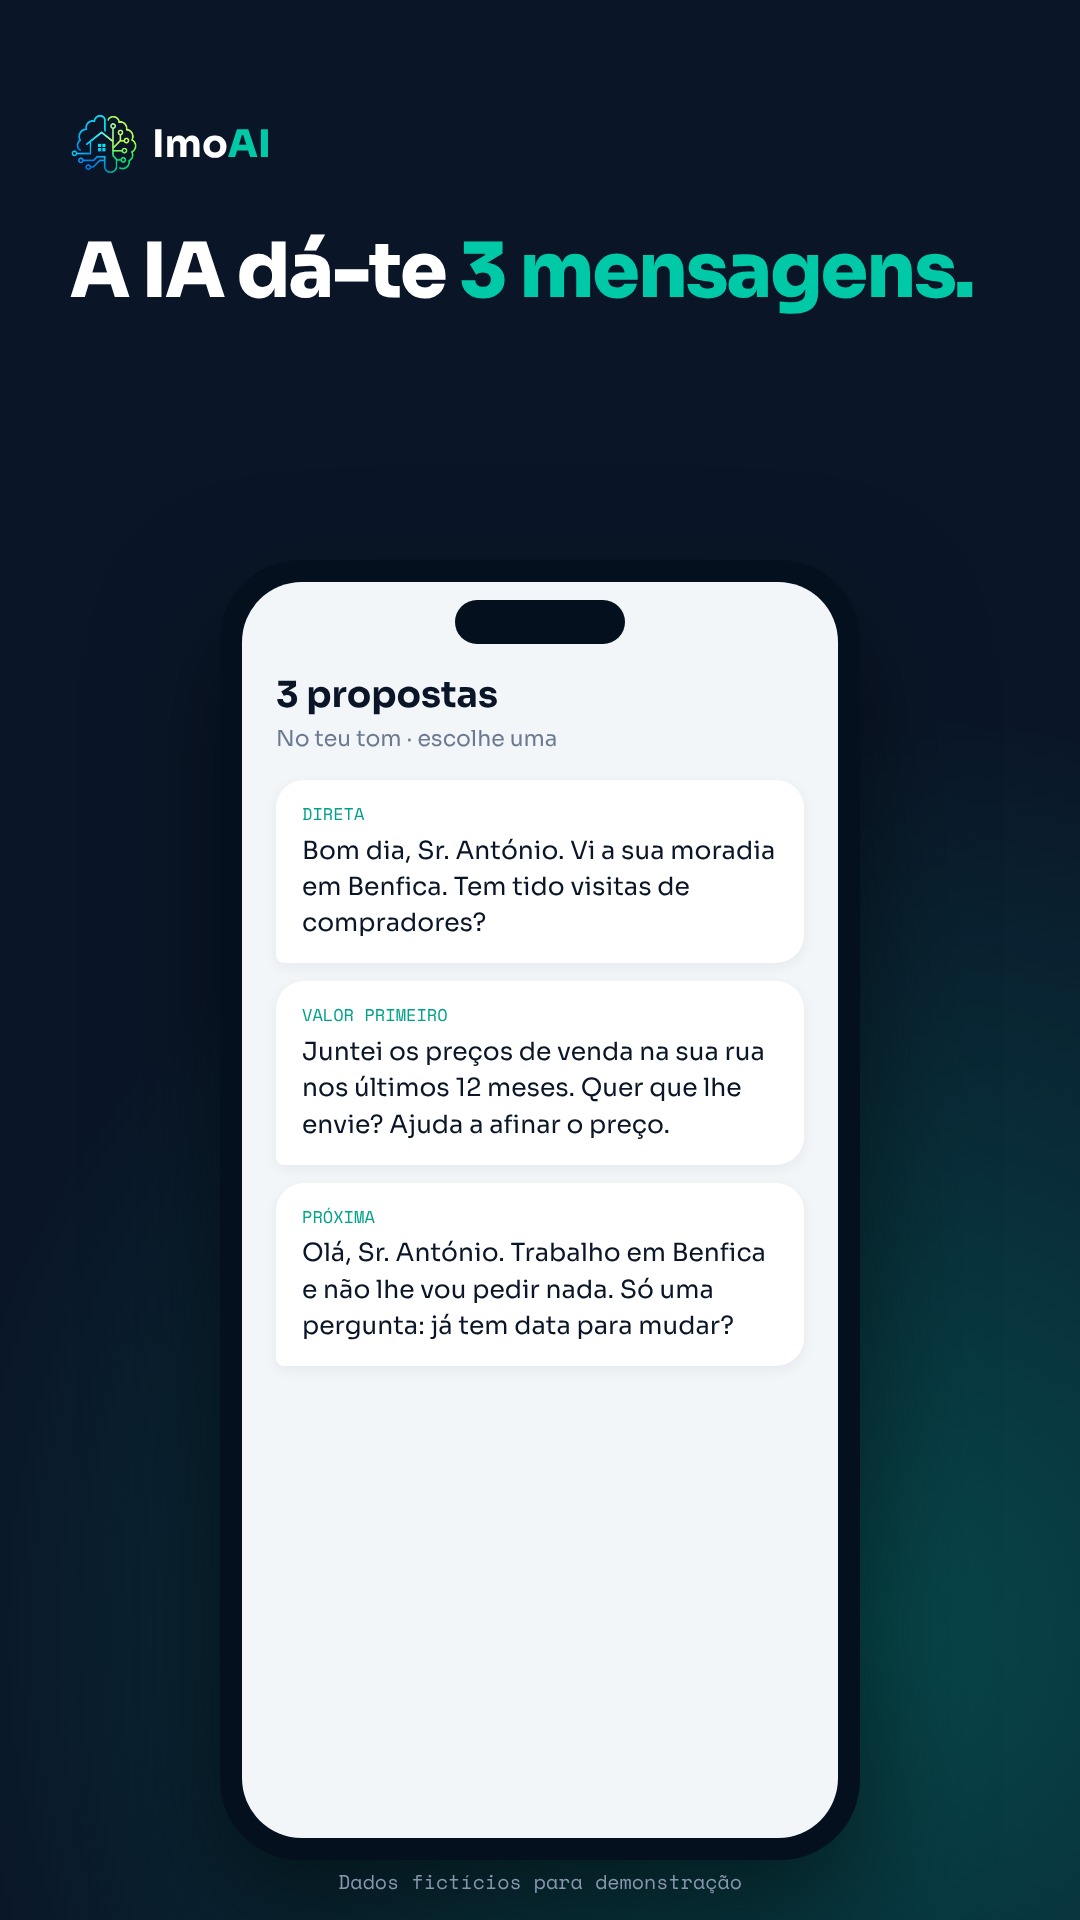 ImoAI
A IA dá-te 3 mensagens.
3 propostas
No teu tom · escolhe uma
DIRETA
Bom dia, Sr. António. Vi a sua moradia
em Benfica. Tem tido visitas de
compradores?
VALOR PRIMEIRO
Juntei os preços de venda na sua rua
nos últimos 12 meses. Quer que lhe
envie? Ajuda a afinar o preço.
PRÓXIMA
Olá, Sr. António. Trabalho em Benfica
e não lhe vou pedir nada. Só uma
pergunta: já tem data para mudar?
Dados fictícios para demonstração